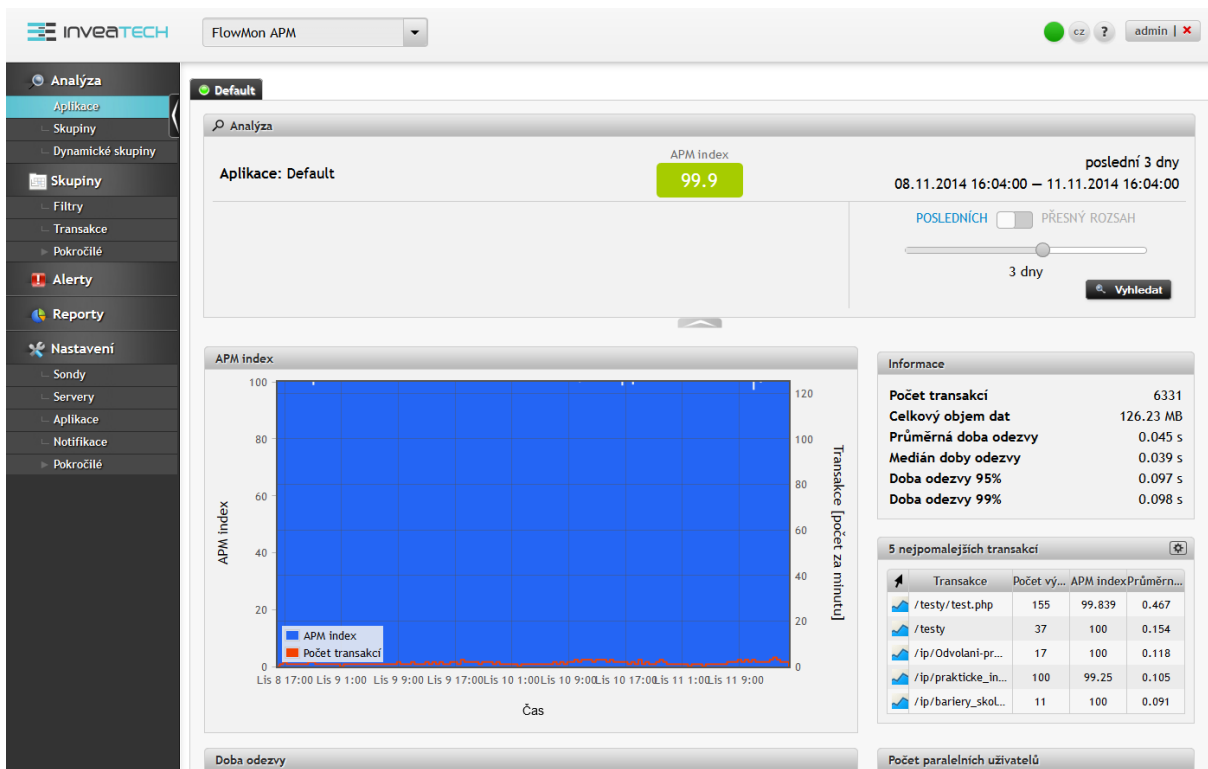 INVEATECH
FlowMon APM
cz ? admin | ×
Analýza
Aplikace
Skupiny
Dynamické skupiny
Skupiny
Filtry
Transakce
Pokročilé
Alerty
Reporty
Nastavení
Sondy
Servery
Aplikace
Notifikace
Pokročilé
Default
Analýza
Aplikace: Default
APM index
99.9
poslední 3 dny
08.11.2014 16:04:00 — 11.11.2014 16:04:00
POSLEDNÍCH PŘESNÝ ROZSAH
3 dny
Vyhledat
APM index
100
80
60
40
20
0
APM index
120
100
80
60
40
20
0
Transakce [počet za minutu]
APM index
Počet transakcí
Lis 8 17:00 Lis 9 1:00 Lis 9 9:00 Lis 9 17:00 Lis 10 1:00 Lis 10 9:00 Lis 10 17:00 Lis 11 1:00 Lis 11 9:00
Čas
Informace
Počet transakcí 6331
Celkový objem dat 126.23 MB
Průměrná doba odezvy 0.045 s
Medián doby odezvy 0.039 s
Doba odezvy 95% 0.097 s
Doba odezvy 99% 0.098 s
5 nejpomalejších transakcí
Transakce Počet vý... APM index Průměrn...
/testy/test.php 155 99.839 0.467
/testy 37 100 0.154
/ip/Odvolani-pr... 17 100 0.118
/ip/prakticke_in... 100 99.25 0.105
/ip/bariery_skol... 11 100 0.091
Doba odezvy
Počet paralelních uživatelů